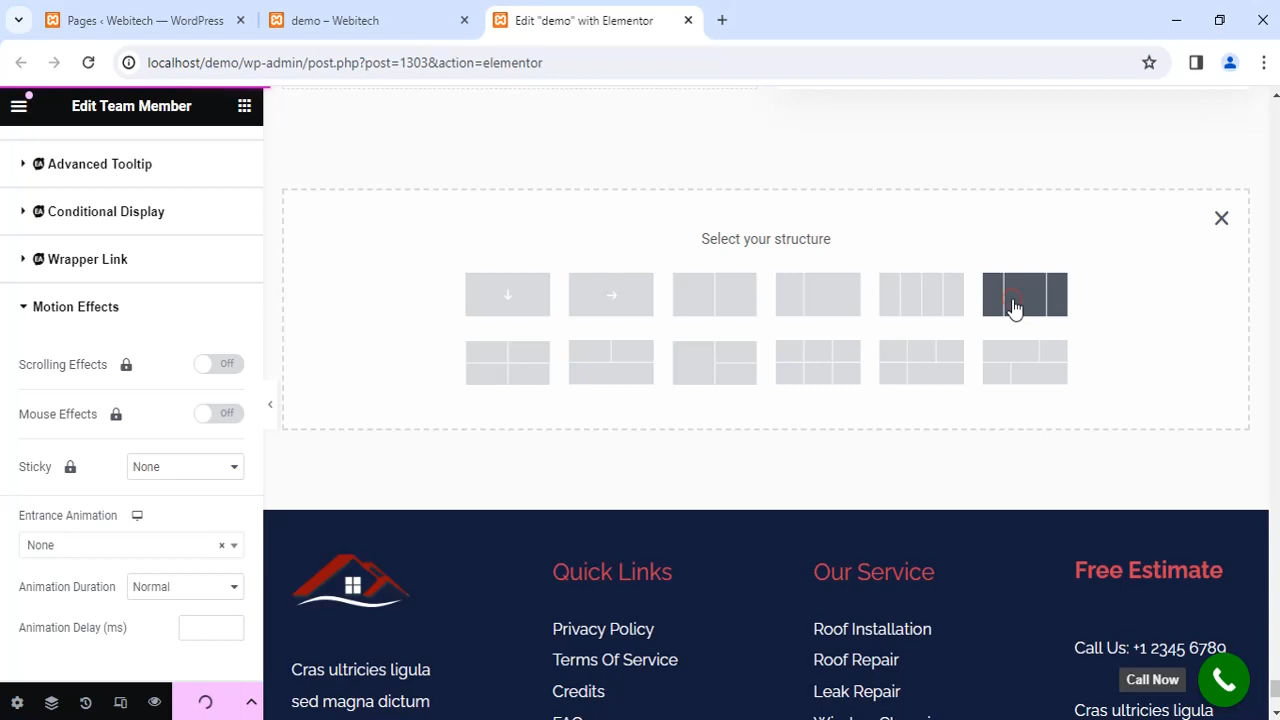 Pages ‹ Webitech — WordPress
demo – Webitech
Edit "demo" with Elementor
localhost/demo/wp-admin/post.php?post=1303&action=elementor
Edit Team Member
EA Advanced Tooltip
EA Conditional Display
EA Wrapper Link
Motion Effects
Scrolling Effects Off
Mouse Effects Off
Sticky None
Entrance Animation
None
Animation Duration Normal
Animation Delay (ms)
Select your structure
Cras ultricies ligula
sed magna dictum
Quick Links
Privacy Policy
Terms Of Service
Credits
FAQ
Our Service
Roof Installation
Roof Repair
Leak Repair
Free Estimate
Call Us: +1 2345 6789
Call Now
Cras ultricies ligula